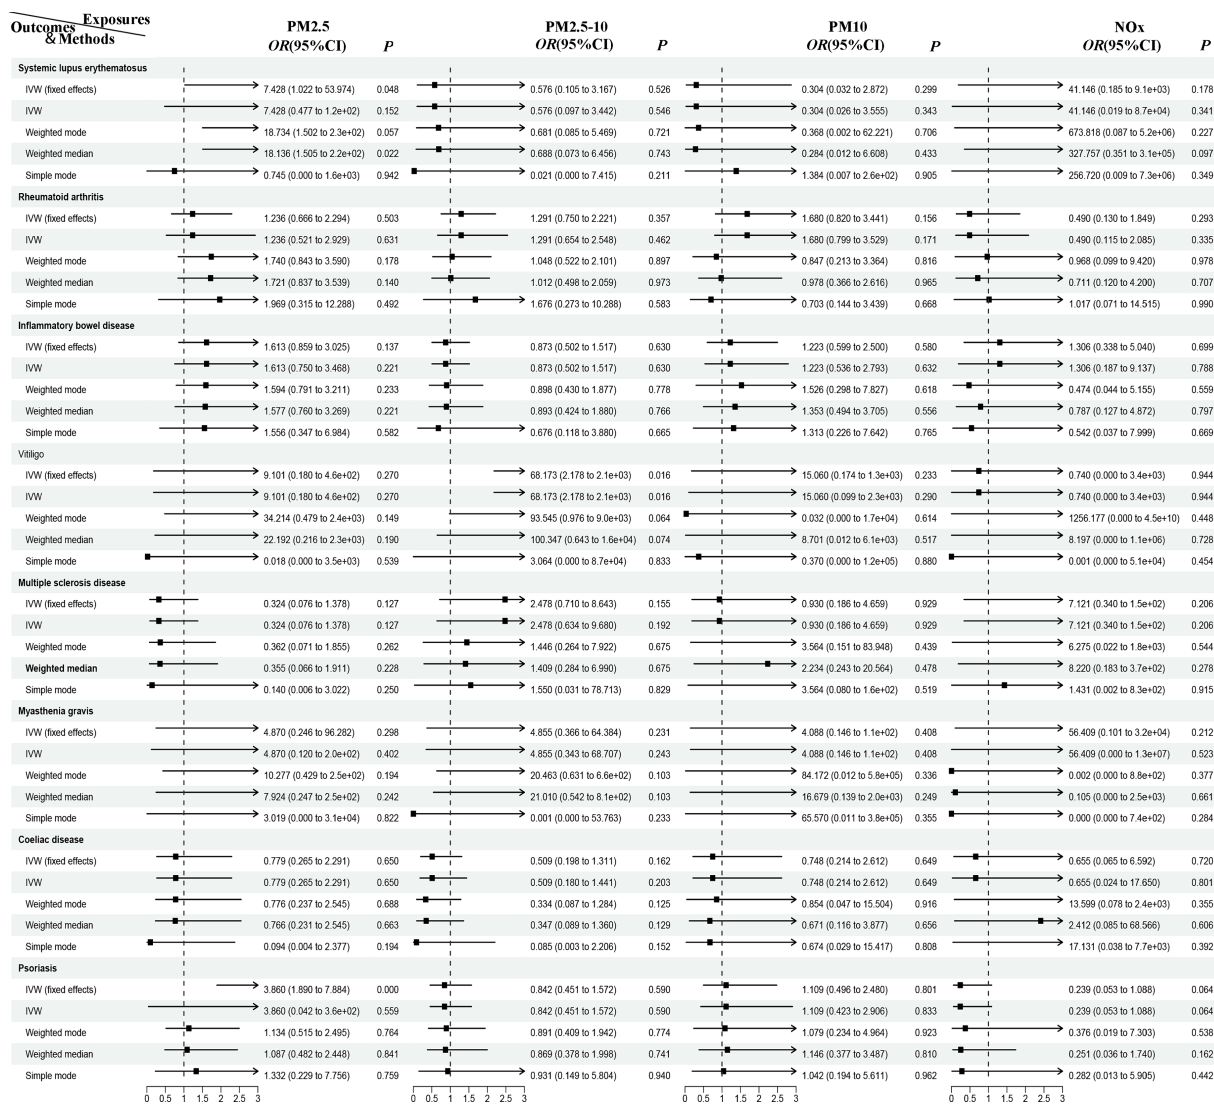 Exposures
Outcomes
& Methods
PM2.5 PM2.5-10 PM10 NOx
OR(95%CI) P OR(95%CI) P OR(95%CI) P OR(95%CI) P
Systemic lupus erythematosus
IVW (fixed effects) 7.428 (1.022 to 53.974) 0.048 0.576 (0.105 to 3.167) 0.526 0.304 (0.032 to 2.872) 0.299 41.146 (0.185 to 9.1e+03) 0.178
IVW 7.428 (0.477 to 1.2e+02) 0.152 0.576 (0.097 to 3.442) 0.546 0.304 (0.026 to 3.555) 0.343 41.146 (0.019 to 8.7e+04) 0.341
Weighted mode 18.734 (1.502 to 2.3e+02) 0.057 0.681 (0.085 to 5.469) 0.721 0.368 (0.002 to 62.221) 0.706 673.818 (0.087 to 5.2e+06) 0.227
Weighted median 18.136 (1.505 to 2.2e+02) 0.022 0.688 (0.073 to 6.456) 0.743 0.284 (0.012 to 6.608) 0.433 327.757 (0.351 to 3.1e+05) 0.097
Simple mode 0.745 (0.000 to 1.6e+03) 0.942 0.021 (0.000 to 7.415) 0.211 1.384 (0.007 to 2.6e+02) 0.905 256.720 (0.009 to 7.3e+06) 0.349
Rheumatoid arthritis
IVW (fixed effects) 1.236 (0.666 to 2.294) 0.503 1.291 (0.750 to 2.221) 0.357 1.680 (0.820 to 3.441) 0.156 0.490 (0.130 to 1.849) 0.293
IVW 1.236 (0.521 to 2.929) 0.631 1.291 (0.654 to 2.548) 0.462 1.680 (0.799 to 3.529) 0.171 0.490 (0.115 to 2.085) 0.335
Weighted mode 1.740 (0.843 to 3.590) 0.178 1.048 (0.522 to 2.101) 0.897 0.847 (0.213 to 3.364) 0.816 0.968 (0.099 to 9.420) 0.978
Weighted median 1.721 (0.837 to 3.539) 0.140 1.012 (0.498 to 2.059) 0.973 0.978 (0.366 to 2.616) 0.965 0.711 (0.120 to 4.200) 0.707
Simple mode 1.969 (0.315 to 12.288) 0.492 1.676 (0.273 to 10.288) 0.583 0.703 (0.144 to 3.439) 0.668 1.017 (0.071 to 14.515) 0.990
Inflammatory bowel disease
IVW (fixed effects) 1.613 (0.859 to 3.025) 0.137 0.873 (0.502 to 1.517) 0.630 1.223 (0.599 to 2.500) 0.580 1.306 (0.338 to 5.040) 0.699
IVW 1.613 (0.750 to 3.468) 0.221 0.873 (0.502 to 1.517) 0.630 1.223 (0.536 to 2.793) 0.632 1.306 (0.187 to 9.137) 0.788
Weighted mode 1.594 (0.791 to 3.211) 0.233 0.898 (0.430 to 1.877) 0.778 1.526 (0.298 to 7.827) 0.618 0.474 (0.044 to 5.155) 0.559
Weighted median 1.577 (0.760 to 3.269) 0.221 0.893 (0.424 to 1.880) 0.766 1.353 (0.494 to 3.705) 0.556 0.787 (0.127 to 4.872) 0.797
Simple mode 1.556 (0.347 to 6.984) 0.582 0.676 (0.118 to 3.880) 0.665 1.313 (0.226 to 7.642) 0.765 0.542 (0.037 to 7.999) 0.669
Vitiligo
IVW (fixed effects) 9.101 (0.180 to 4.6e+02) 0.270 68.173 (2.178 to 2.1e+03) 0.016 15.060 (0.174 to 1.3e+03) 0.233 0.740 (0.000 to 3.4e+03) 0.944
IVW 9.101 (0.180 to 4.6e+02) 0.270 68.173 (2.178 to 2.1e+03) 0.016 15.060 (0.099 to 2.3e+03) 0.290 0.740 (0.000 to 3.4e+03) 0.944
Weighted mode 34.214 (0.479 to 2.4e+03) 0.149 93.545 (0.976 to 9.0e+03) 0.064 0.032 (0.000 to 1.7e+04) 0.614 1256.177 (0.000 to 4.5e+10) 0.448
Weighted median 22.192 (0.216 to 2.3e+03) 0.190 100.347 (0.643 to 1.6e+04) 0.074 8.701 (0.012 to 6.1e+03) 0.517 8.197 (0.000 to 1.1e+06) 0.728
Simple mode 0.018 (0.000 to 3.5e+03) 0.539 3.064 (0.000 to 8.7e+04) 0.833 0.370 (0.000 to 1.2e+05) 0.880 0.001 (0.000 to 5.1e+04) 0.454
Multiple sclerosis disease
IVW (fixed effects) 0.324 (0.076 to 1.378) 0.127 2.478 (0.710 to 8.643) 0.155 0.930 (0.186 to 4.659) 0.929 7.121 (0.340 to 1.5e+02) 0.206
IVW 0.324 (0.076 to 1.378) 0.127 2.478 (0.634 to 9.680) 0.192 0.930 (0.186 to 4.659) 0.929 7.121 (0.340 to 1.5e+02) 0.206
Weighted mode 0.362 (0.071 to 1.855) 0.262 1.446 (0.264 to 7.922) 0.675 3.564 (0.151 to 83.948) 0.439 6.275 (0.022 to 1.8e+03) 0.544
Weighted median 0.355 (0.066 to 1.911) 0.228 1.409 (0.284 to 6.990) 0.675 2.234 (0.243 to 20.564) 0.478 8.220 (0.183 to 3.7e+02) 0.278
Simple mode 0.140 (0.006 to 3.022) 0.250 1.550 (0.031 to 78.713) 0.829 3.564 (0.080 to 1.6e+02) 0.519 1.431 (0.002 to 8.3e+02) 0.915
Myasthenia gravis
IVW (fixed effects) 4.870 (0.246 to 96.282) 0.298 4.855 (0.366 to 64.384) 0.231 4.088 (0.146 to 1.1e+02) 0.408 56.409 (0.101 to 3.2e+04) 0.212
IVW 4.870 (0.120 to 2.0e+02) 0.402 4.855 (0.343 to 68.707) 0.243 4.088 (0.146 to 1.1e+02) 0.408 56.409 (0.000 to 1.3e+07) 0.523
Weighted mode 10.277 (0.429 to 2.5e+02) 0.194 20.463 (0.631 to 6.6e+02) 0.103 84.172 (0.012 to 5.8e+05) 0.336 0.002 (0.000 to 8.8e+02) 0.377
Weighted median 7.924 (0.247 to 2.5e+02) 0.242 21.010 (0.542 to 8.1e+02) 0.103 16.679 (0.139 to 2.0e+03) 0.249 0.105 (0.000 to 2.5e+03) 0.661
Simple mode 3.019 (0.000 to 3.1e+04) 0.822 0.001 (0.000 to 53.763) 0.233 65.570 (0.011 to 3.8e+05) 0.355 0.000 (0.000 to 7.4e+02) 0.284
Coeliac disease
IVW (fixed effects) 0.779 (0.265 to 2.291) 0.650 0.509 (0.198 to 1.311) 0.162 0.748 (0.214 to 2.612) 0.649 0.655 (0.065 to 6.592) 0.720
IVW 0.779 (0.265 to 2.291) 0.650 0.509 (0.180 to 1.441) 0.203 0.748 (0.214 to 2.612) 0.649 0.655 (0.024 to 17.650) 0.801
Weighted mode 0.776 (0.237 to 2.545) 0.688 0.334 (0.087 to 1.284) 0.125 0.854 (0.047 to 15.504) 0.916 13.599 (0.078 to 2.4e+03) 0.355
Weighted median 0.766 (0.231 to 2.545) 0.663 0.347 (0.089 to 1.360) 0.129 0.671 (0.116 to 3.877) 0.656 2.412 (0.085 to 68.566) 0.606
Simple mode 0.094 (0.004 to 2.377) 0.194 0.085 (0.003 to 2.206) 0.152 0.674 (0.029 to 15.417) 0.808 17.131 (0.038 to 7.7e+03) 0.392
Psoriasis
IVW (fixed effects) 3.860 (1.890 to 7.884) 0.000 0.842 (0.451 to 1.572) 0.590 1.109 (0.496 to 2.480) 0.801 0.239 (0.053 to 1.088) 0.064
IVW 3.860 (0.042 to 3.6e+02) 0.559 0.842 (0.451 to 1.572) 0.590 1.109 (0.423 to 2.906) 0.833 0.239 (0.053 to 1.088) 0.064
Weighted mode 1.134 (0.515 to 2.495) 0.764 0.891 (0.409 to 1.942) 0.774 1.079 (0.234 to 4.964) 0.923 0.376 (0.019 to 7.303) 0.538
Weighted median 1.087 (0.482 to 2.448) 0.841 0.869 (0.378 to 1.998) 0.741 1.146 (0.377 to 3.487) 0.810 0.251 (0.036 to 1.740) 0.162
Simple mode 1.332 (0.229 to 7.756) 0.759 0.931 (0.149 to 5.804) 0.940 1.042 (0.194 to 5.611) 0.962 0.282 (0.013 to 5.905) 0.442
0 0.5 1 1.5 2 2.5 3 0 0.5 1 1.5 2 2.5 3 0 0.5 1 1.5 2 2.5 3 0 0.5 1 1.5 2 2.5 3